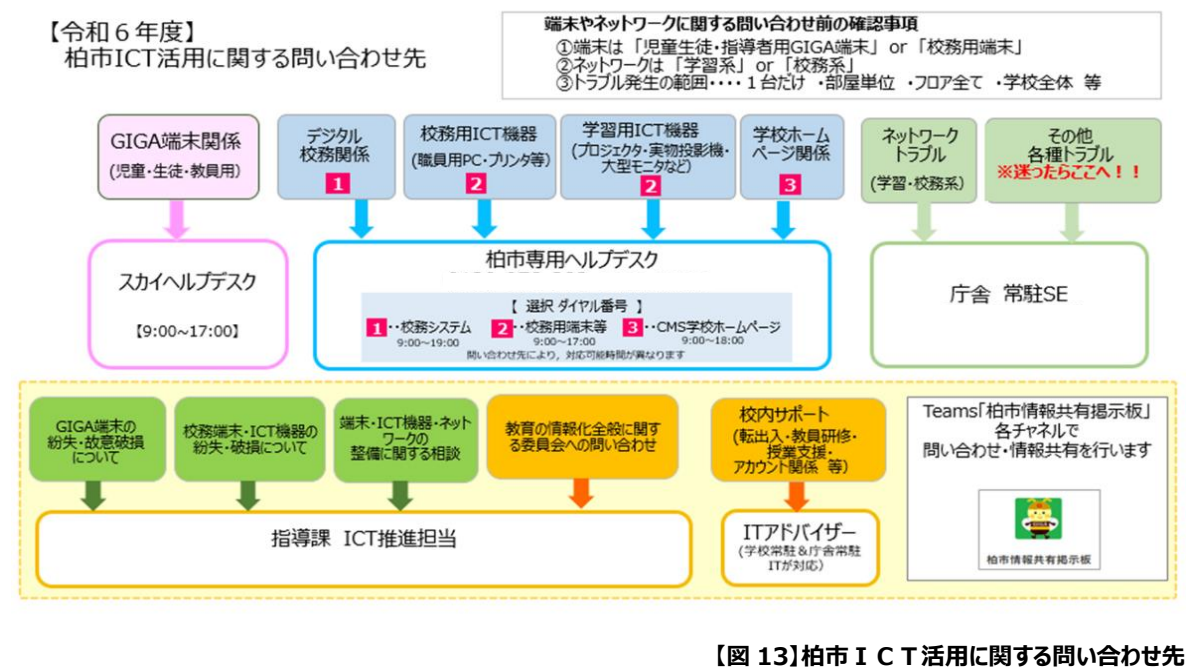 【令和６年度】
柏市ICT活用に関する問い合わせ先
端末やネットワークに関する問い合わせ前の確認事項
①端末は「児童生徒・指導者用GIGA端末」or「校務用端末」
②ネットワークは「学習系」or「校務系」
③トラブル発生の範囲・・・・１台だけ ・部屋単位 ・フロア全て ・学校全体 等
GIGA端末関係
(児童・生徒・教員用)
デジタル
校務関係
1
校務用ICT機器
(職員用PC・プリンタ等)
2
学習用ICT機器
(プロジェクタ・実物投影機・
大型モニタなど)
2
学校ホーム
ページ関係
3
ネットワーク
トラブル
(学習・校務系)
その他
各種トラブル
※迷ったらここへ！！
スカイヘルプデスク
【9:00～17:00】
柏市専用ヘルプデスク
【 選択 ダイヤル番号 】
1・・校務システム
9:00～19:00
2・・校務用端末等
9:00～17:00
3・・CMS学校ホームページ
9:00～18:00
問い合わせ先により，対応可能時間が異なります
庁舎 常駐SE
GIGA端末の
紛失・故意破損
について
校務端末・ICT機器の
紛失・破損について
端末・ICT機器・ネット
ワークの
整備に関する相談
教育の情報化全般に関す
る委員会への問い合わせ
校内サポート
(転出入・教員研修・
授業支援・
アカウント関係 等)
指導課 ICT推進担当
ITアドバイザー
(学校常駐＆庁舎常駐
ITが対応)
Teams「柏市情報共有掲示板」
各チャネルで
問い合わせ・情報共有を行います
GIGA
柏市情報共有掲示板
【図 13】柏市ＩＣＴ活用に関する問い合わせ先